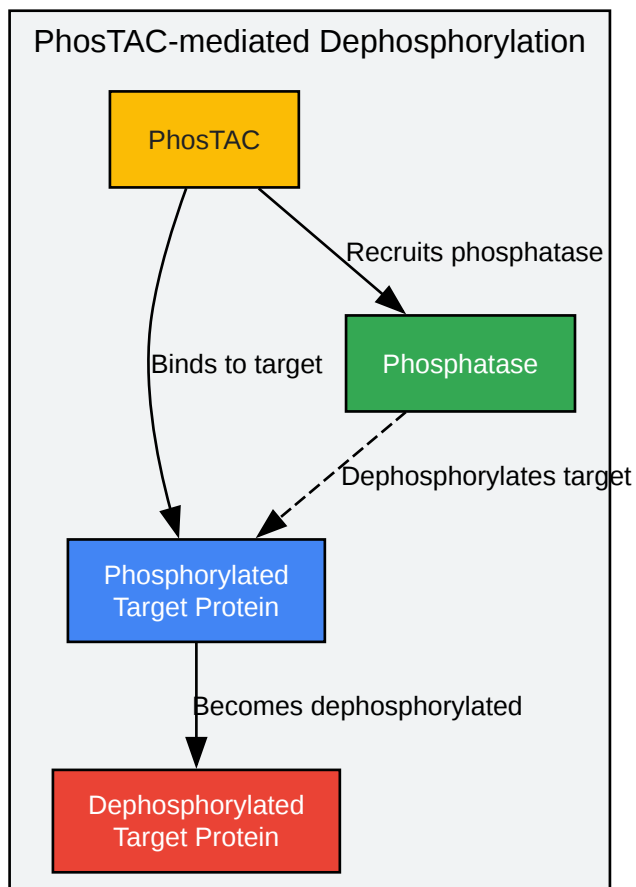 PhosTAC-mediated Dephosphorylation
PhosTAC
Recruits phosphatase
Binds to target
Phosphatase
Dephosphorylates target
Phosphorylated
Target Protein
Becomes dephosphorylated
Dephosphorylated
Target Protein